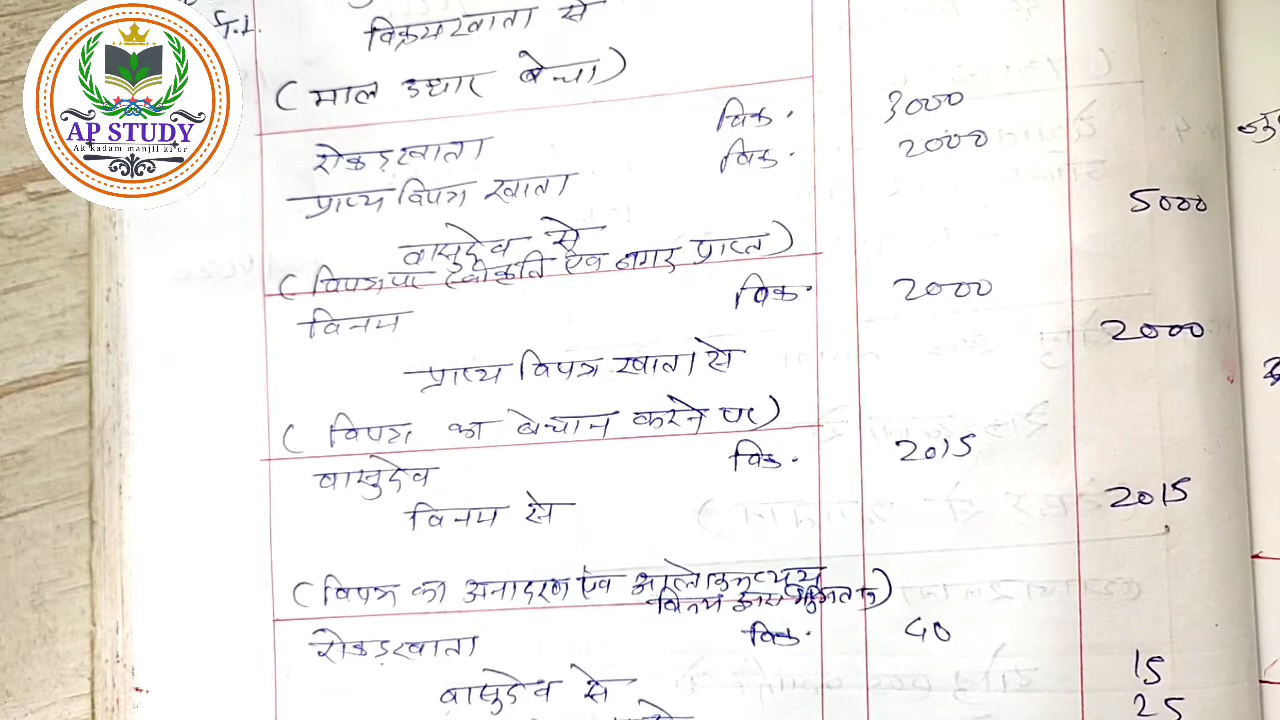 J.L.
विक्रय खाता से
(माल उधार बेचा)
AP STUDY
Ak kadam manjil ki or
रोकड़ खाता विक. 3000
प्राप्य विपत्र खाता विक. 2000
वासुदेव से 5000
(विपत्र पर स्वीकृति एवं नगद प्राप्त)
विनय विक. 2000
प्राप्य विपत्र खाता से 2000
(विपत्र का बेचान करने पर)
वासुदेव विक. 2015
विनय से 2015
(विपत्र का अनादरण एवं आलोकन व्यय
विनय द्वारा)
रोकड़ खाता विक. 40
वासुदेव से 15
25